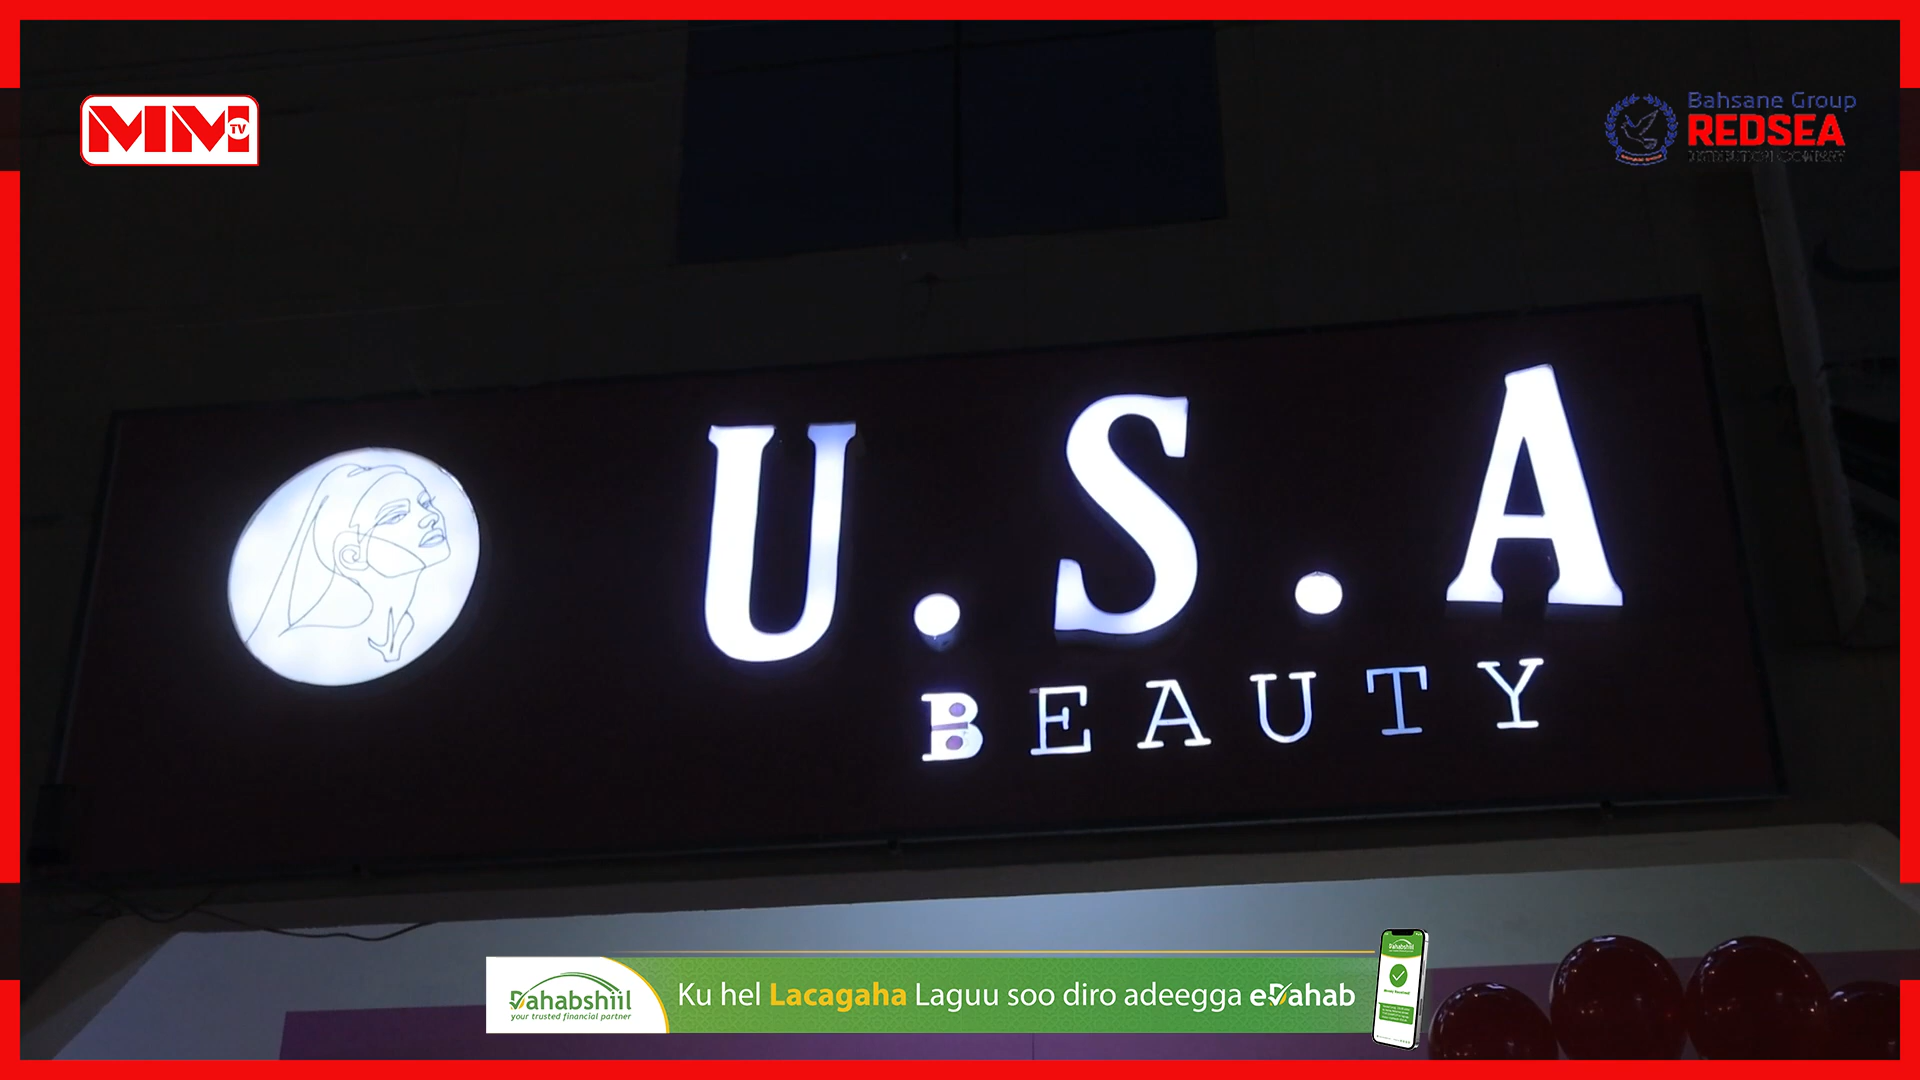 MM TV
Bahsane Group
REDSEA
U.S.A
BEAUTY
Dahabshiil
your trusted financial partner
Ku hel Lacagaha Laguu soo diro adeegga eDahab
Dahabshiil